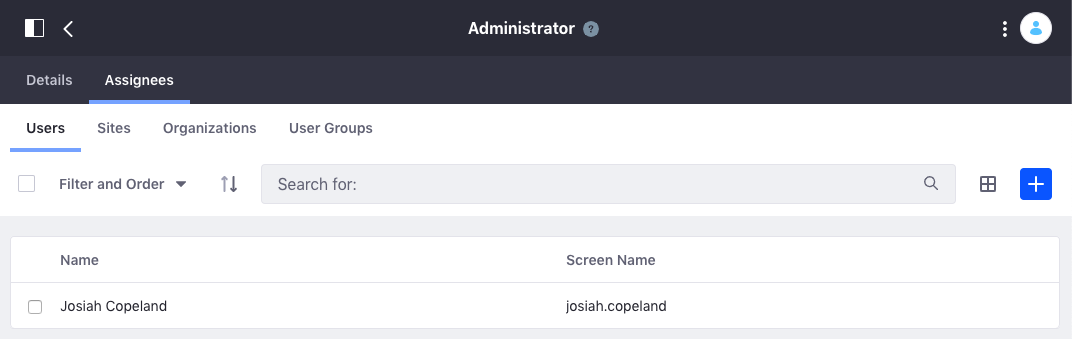 Administrator ?
Details Assignees
Users Sites Organizations User Groups
Filter and Order Search for:
Name Screen Name
Josiah Copeland josiah.copeland